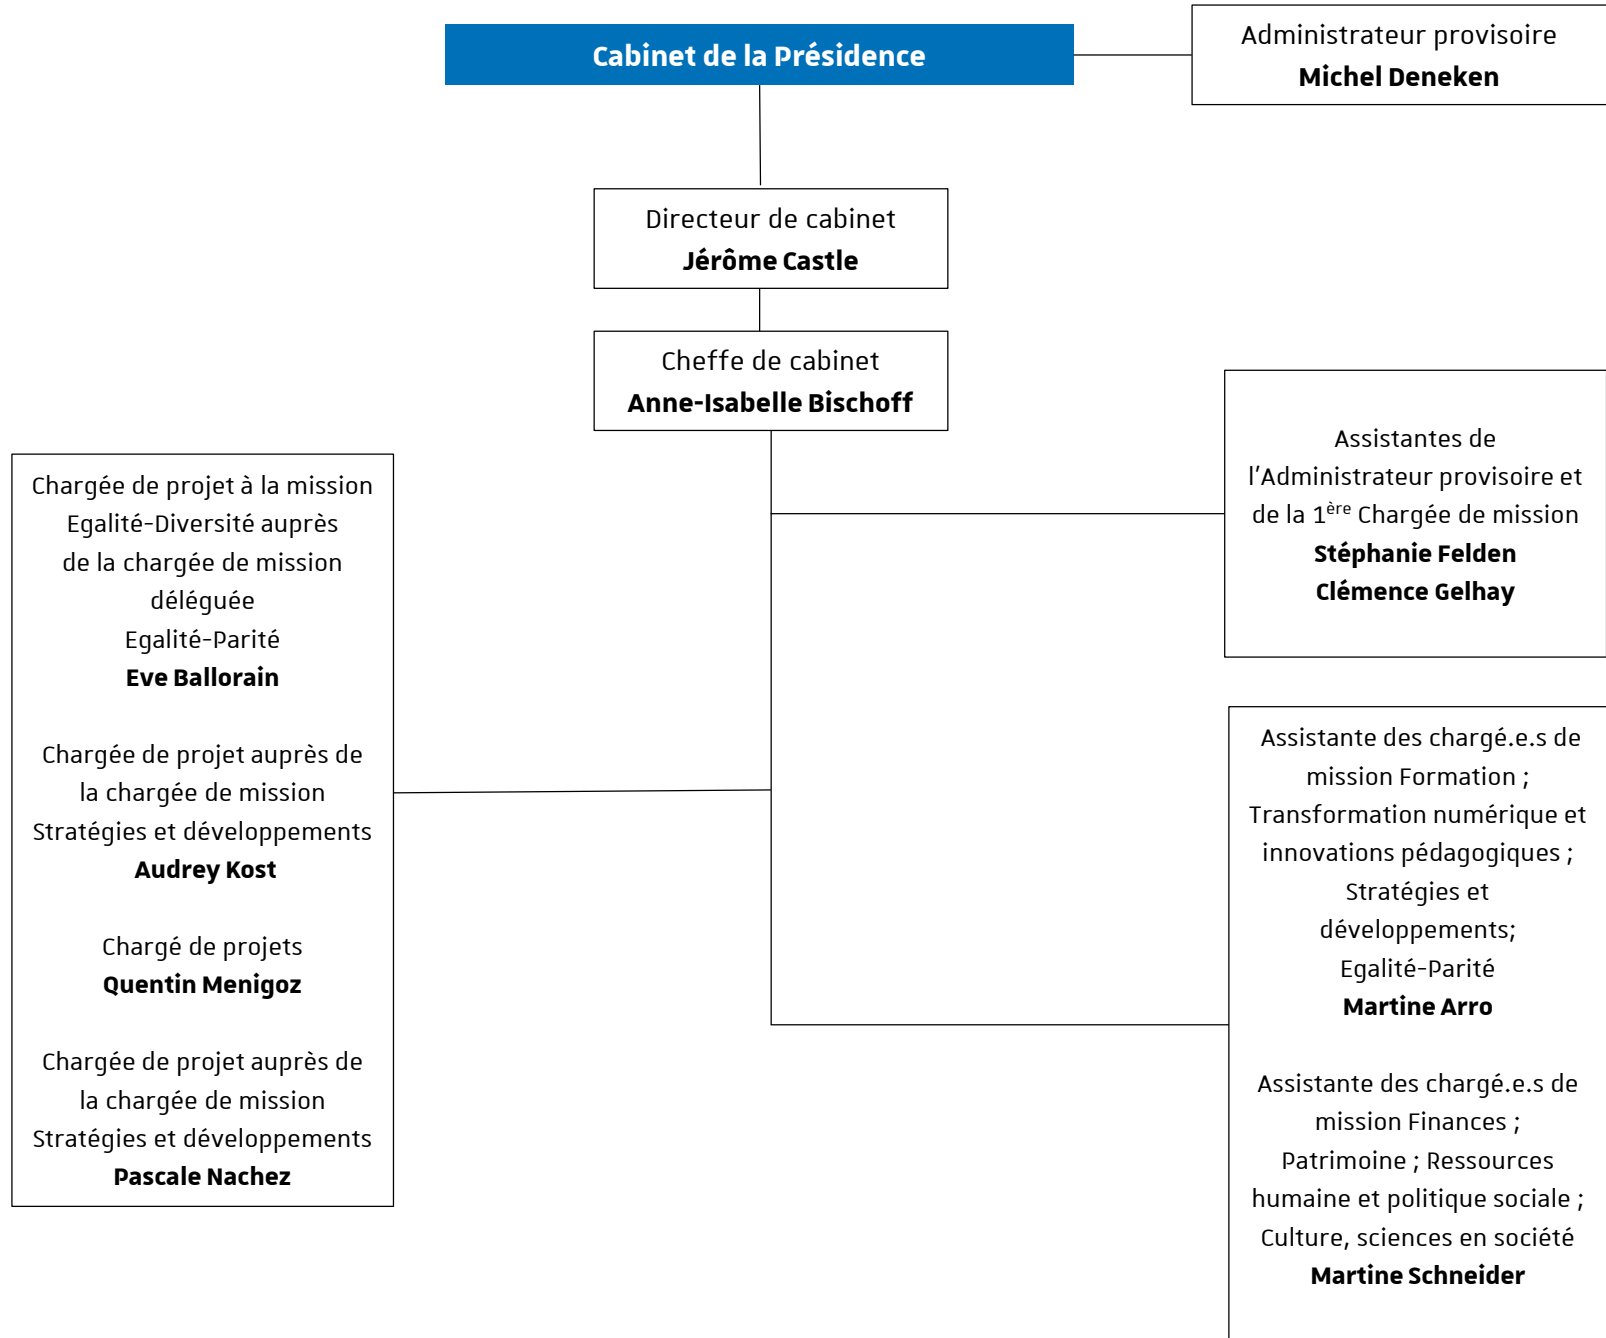 Cabinet de la Présidence
Administrateur provisoire
Michel Deneken
Directeur de cabinet
Jérôme Castle
Cheffe de cabinet
Anne-Isabelle Bischoff
Chargée de projet à la mission
Egalité-Diversité auprès
de la chargée de mission
déléguée
Egalité-Parité
Eve Ballorain
Chargée de projet auprès de
la chargée de mission
Stratégies et développements
Audrey Kost
Chargé de projets
Quentin Menigoz
Chargée de projet auprès de
la chargée de mission
Stratégies et développements
Pascale Nachez
Assistantes de
l'Administrateur provisoire et
de la 1ère Chargée de mission
Stéphanie Felden
Clémence Gelhay
Assistante des chargé.e.s de
mission Formation ;
Transformation numérique et
innovations pédagogiques ;
Stratégies et
développements;
Egalité-Parité
Martine Arro
Assistante des chargé.e.s de
mission Finances ;
Patrimoine ; Ressources
humaine et politique sociale ;
Culture, sciences en société
Martine Schneider